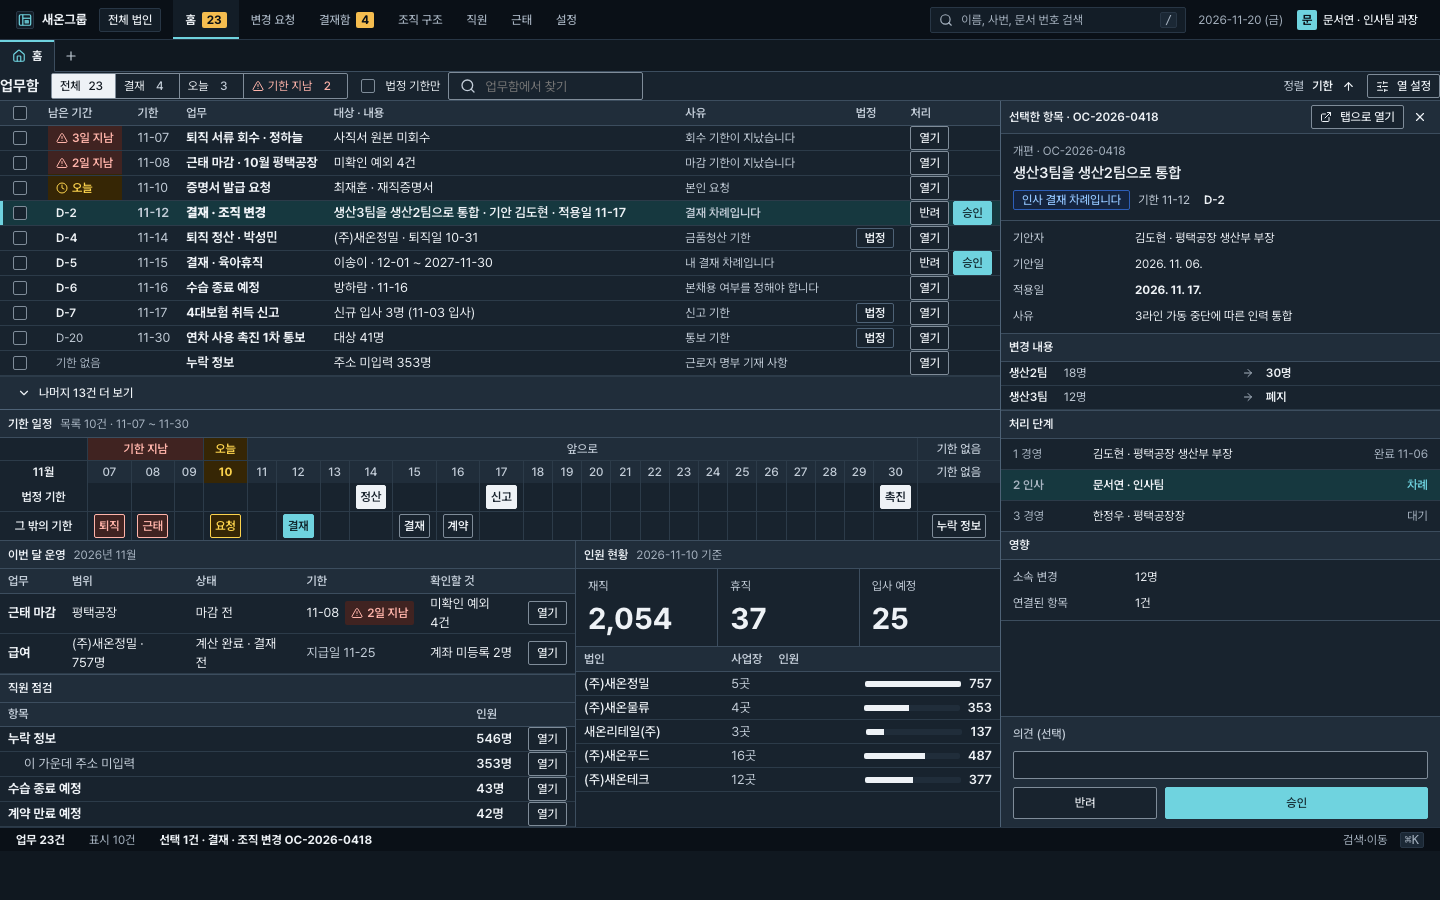 새온그룹 전체 법인 홈 23 변경 요청 결재함 4 조직 구조 직원 근태 설정 이름, 사번, 문서 번호 검색 / 2026-11-20 (금) 문 문서연 · 인사팀 과장
홈 +
업무함 전체 23 결재 4 오늘 3 기한 지남 2 법정 기한만 업무함에서 찾기 정렬 기한 ↑ 열 설정
남은 기간 기한 업무 대상 · 내용 사유 법정 처리
3일 지남 11-07 퇴직 서류 회수 · 정하늘 사직서 원본 미회수 회수 기한이 지났습니다 열기
2일 지남 11-08 근태 마감 · 10월 평택공장 미확인 예외 4건 마감 기한이 지났습니다 열기
오늘 11-10 증명서 발급 요청 최재훈 · 재직증명서 본인 요청 열기
D-2 11-12 결재 · 조직 변경 생산3팀을 생산2팀으로 통합 · 기안 김도현 · 적용일 11-17 결재 차례입니다 반려 승인
D-4 11-14 퇴직 정산 · 박성민 (주)새온정밀 · 퇴직일 10-31 금품청산 기한 법정 열기
D-5 11-15 결재 · 육아휴직 이송이 · 12-01 ~ 2027-11-30 내 결재 차례입니다 반려 승인
D-6 11-16 수습 종료 예정 방하람 · 11-16 본채용 여부를 정해야 합니다 열기
D-7 11-17 4대보험 취득 신고 신규 입사 3명 (11-03 입사) 신고 기한 법정 열기
D-20 11-30 연차 사용 촉진 1차 통보 대상 41명 통보 기한 법정 열기
기한 없음 누락 정보 주소 미입력 353명 근로자 명부 기재 사항 열기
나머지 13건 더 보기
기한 일정 목록 10건 · 11-07 ~ 11-30
기한 지남 오늘 앞으로 기한 없음
11월 07 08 09 10 11 12 13 14 15 16 17 18 19 20 21 22 23 24 25 26 27 28 29 30 기한 없음
법정 기한 정산 신고 촉진
그 밖의 기한 퇴직 근태 요청 결재 결재 계약 누락 정보
이번 달 운영 2026년 11월
업무 범위 상태 기한 확인할 것
근태 마감 평택공장 마감 전 11-08 2일 지남 미확인 예외 4건 열기
급여 (주)새온정밀 · 757명 계산 완료 · 결재 전 지급일 11-25 계좌 미등록 2명 열기
직원 점검
항목 인원
누락 정보 546명 열기
이 가운데 주소 미입력 353명 열기
수습 종료 예정 43명 열기
계약 만료 예정 42명 열기
인원 현황 2026-11-10 기준
재직 휴직 입사 예정
2,054 37 25
법인 사업장 인원
(주)새온정밀 5곳 757
(주)새온물류 4곳 353
새온리테일(주) 3곳 137
(주)새온푸드 16곳 487
(주)새온테크 12곳 377
선택한 항목 · OC-2026-0418 탭으로 열기 ×
개편 · OC-2026-0418
생산3팀을 생산2팀으로 통합
인사 결재 차례입니다 기한 11-12 D-2
기안자 김도현 · 평택공장 생산부 부장
기안일 2026. 11. 06.
적용일 2026. 11. 17.
사유 3라인 가동 중단에 따른 인력 통합
변경 내용
생산2팀 18명 → 30명
생산3팀 12명 → 폐지
처리 단계
1 경영 김도현 · 평택공장 생산부 부장 완료 11-06
2 인사 문서연 · 인사팀 차례
3 경영 한정우 · 평택공장장 대기
영향
소속 변경 12명
연결된 항목 1건
의견 (선택)
반려 승인
업무 23건 표시 10건 선택 1건 · 결재 · 조직 변경 OC-2026-0418 검색·이동 ⌘K